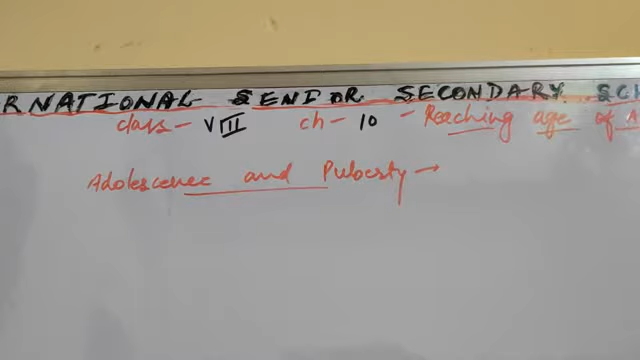 RNATIONAL SENIOR SECONDARY SCH
class - VIII ch - 10 - Reaching age of A
Adolescence and Puberty →